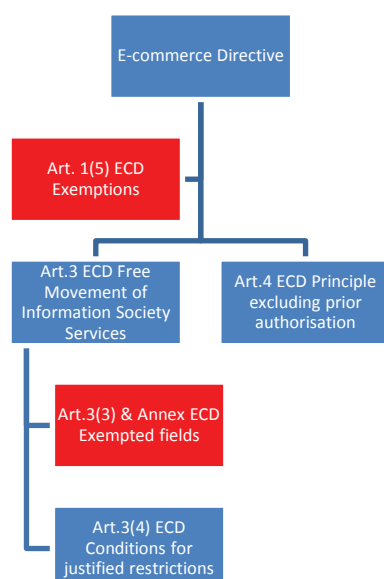 E-commerce Directive
Art. 1(5) ECD
Exemptions
Art.3 ECD Free
Movement of
Information Society
Services
Art.4 ECD Principle
excluding prior
authorisation
Art.3(3) & Annex ECD
Exempted fields
Art.3(4) ECD
Conditions for
justified restrictions